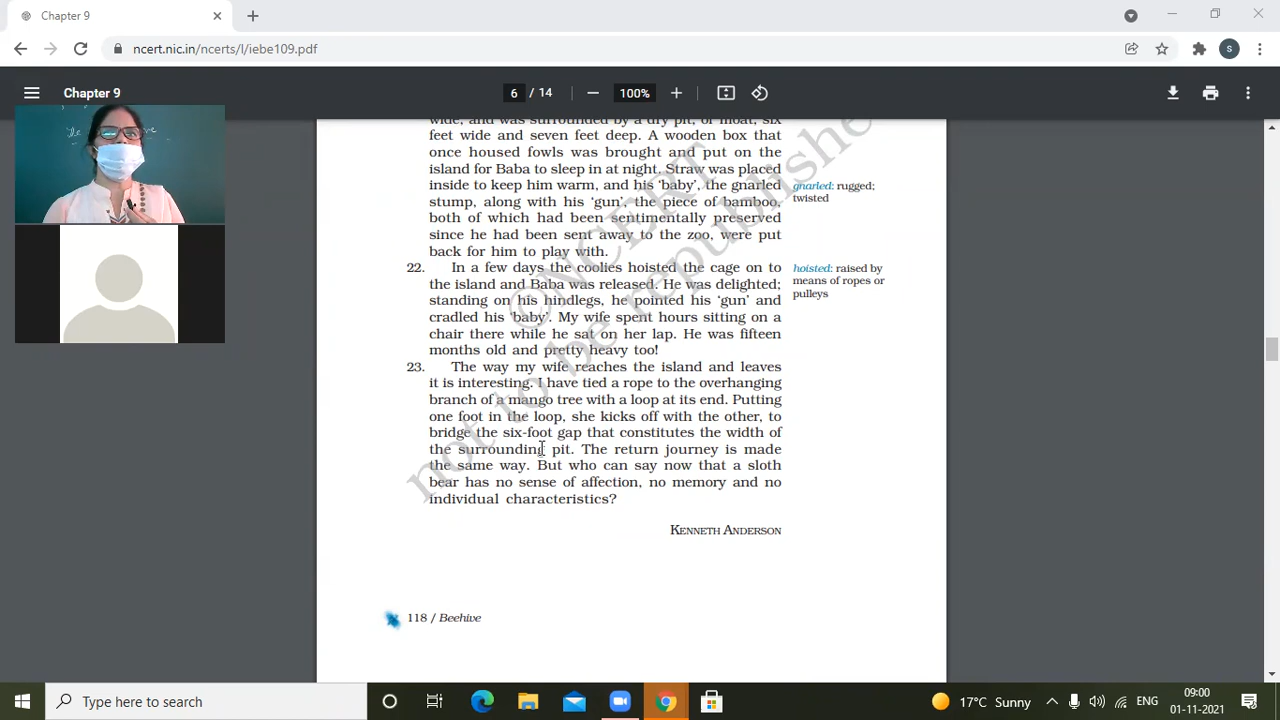 Chapter 9
ncert.nic.in/ncerts/l/iebe109.pdf
S
Chapter 9
6 / 14
100%
wide, and was surrounded by a dry pit, or moat, six
feet wide and seven feet deep. A wooden box that
once housed fowls was brought and put on the
island for Baba to sleep in at night. Straw was placed
inside to keep him warm, and his ‘baby’, the gnarled
stump, along with his ‘gun’, the piece of bamboo,
both of which had been sentimentally preserved
since he had been sent away to the zoo, were put
back for him to play with.
gnarled: rugged;
twisted
22. In a few days the coolies hoisted the cage on to
the island and Baba was released. He was delighted;
standing on his hindlegs, he pointed his ‘gun’ and
cradled his ‘baby’. My wife spent hours sitting on a
chair there while he sat on her lap. He was fifteen
months old and pretty heavy too!
hoisted: raised by
means of ropes or
pulleys
23. The way my wife reaches the island and leaves
it is interesting. I have tied a rope to the overhanging
branch of a mango tree with a loop at its end. Putting
one foot in the loop, she kicks off with the other, to
bridge the six-foot gap that constitutes the width of
the surrounding pit. The return journey is made
the same way. But who can say now that a sloth
bear has no sense of affection, no memory and no
individual characteristics?
KENNETH ANDERSON
118 / Beehive
©NCERT
not to be republished
Type here to search
17°C Sunny
ENG
09:00
01-11-2021